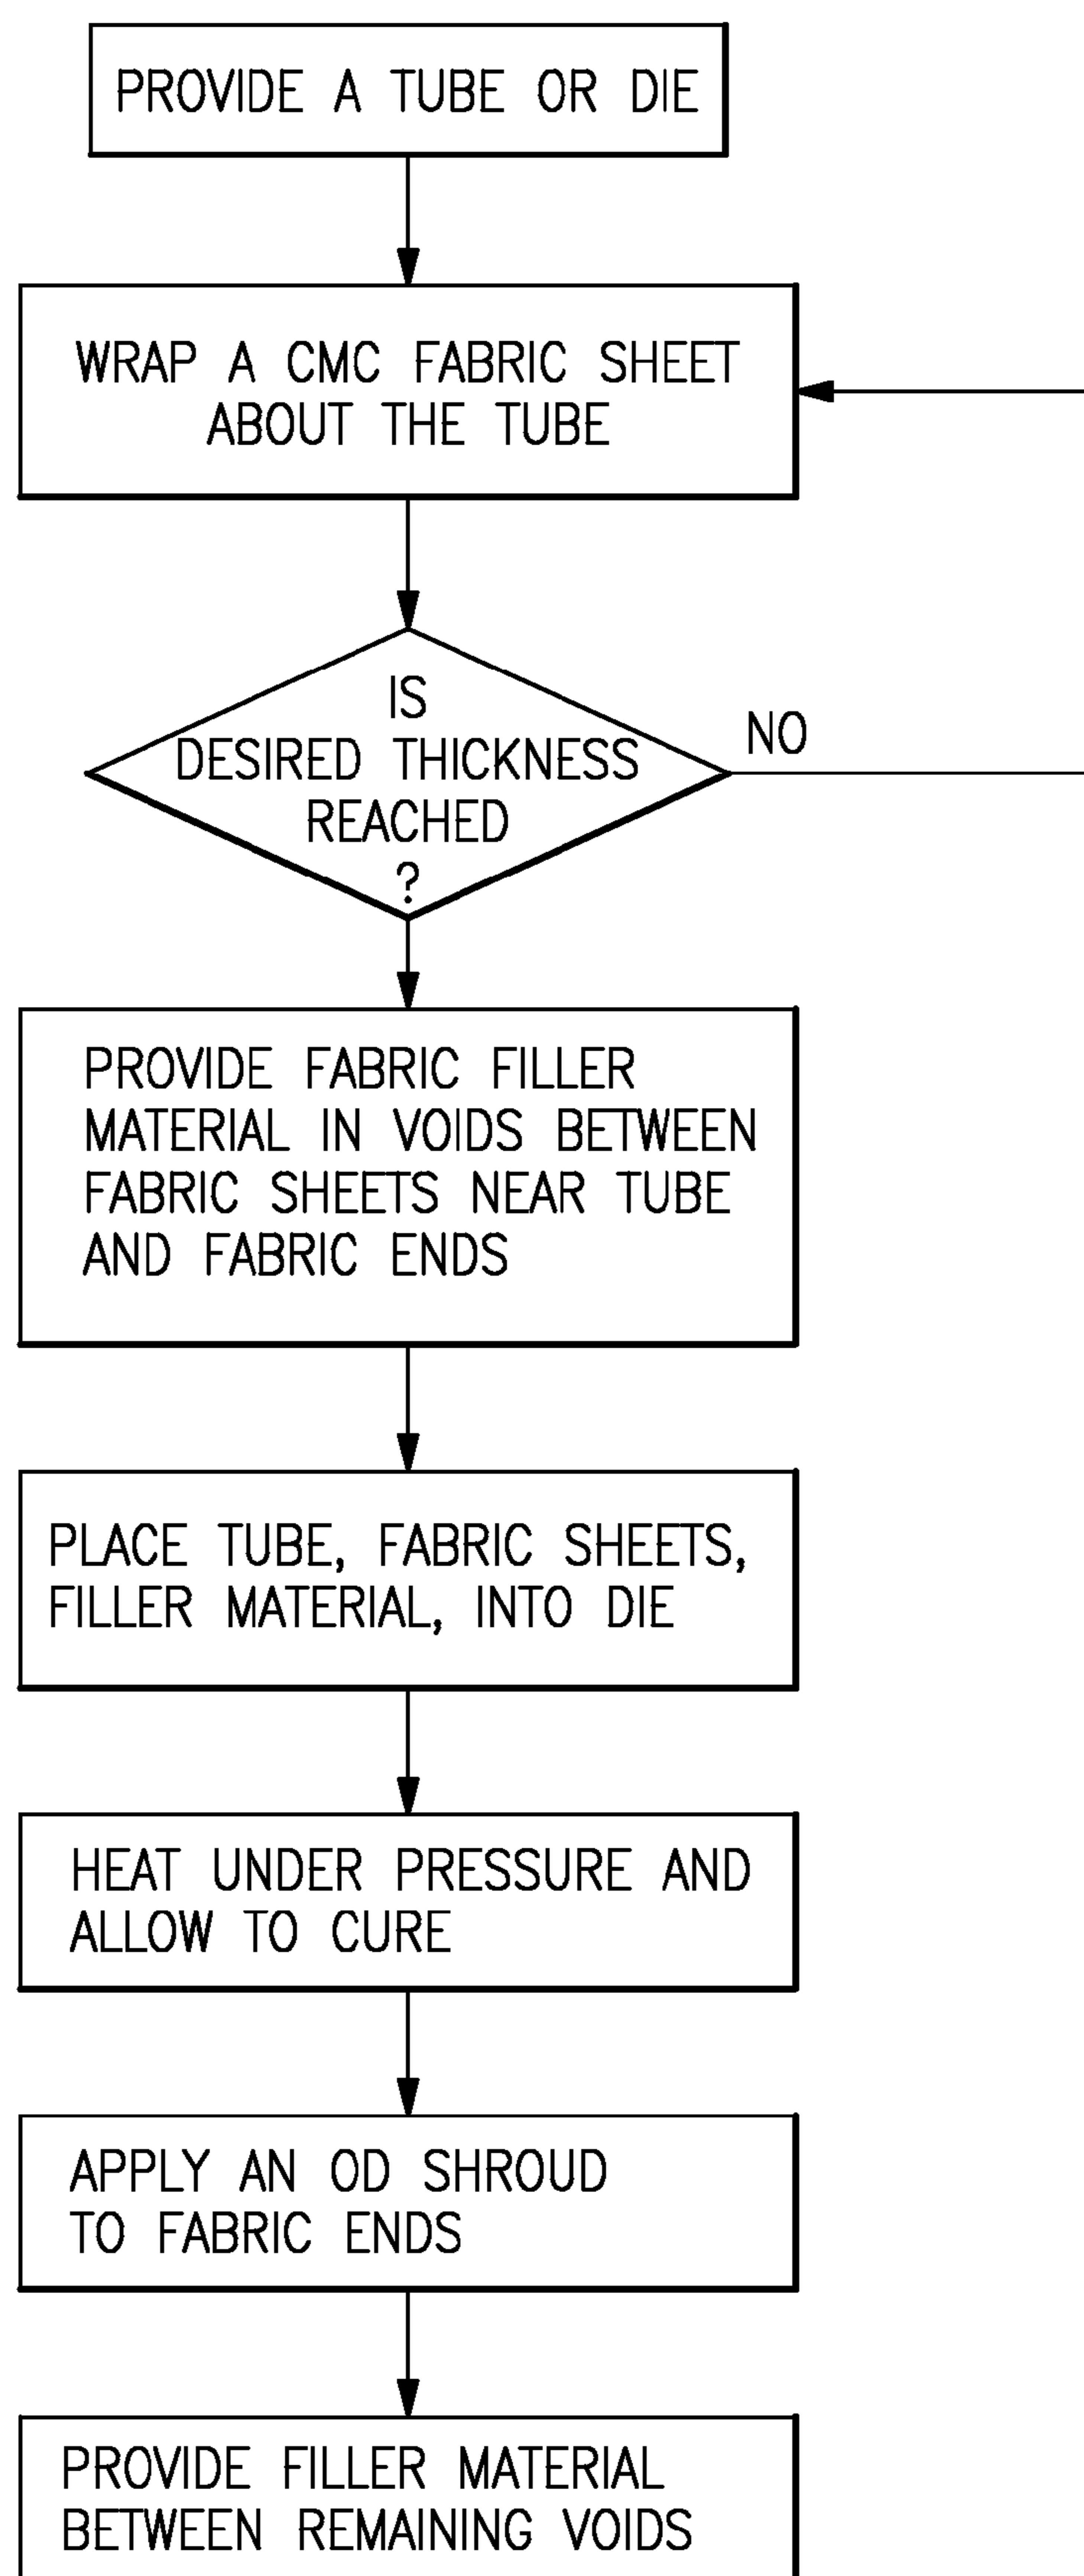 PROVIDE A TUBE OR DIE
WRAP A CMC FABRIC SHEET
ABOUT THE TUBE
IS
DESIRED THICKNESS
REACHED
?
NO
PROVIDE FABRIC FILLER
MATERIAL IN VOIDS BETWEEN
FABRIC SHEETS NEAR TUBE
AND FABRIC ENDS
PLACE TUBE, FABRIC SHEETS,
FILLER MATERIAL, INTO DIE
HEAT UNDER PRESSURE AND
ALLOW TO CURE
APPLY AN OD SHROUD
TO FABRIC ENDS
PROVIDE FILLER MATERIAL
BETWEEN REMAINING VOIDS